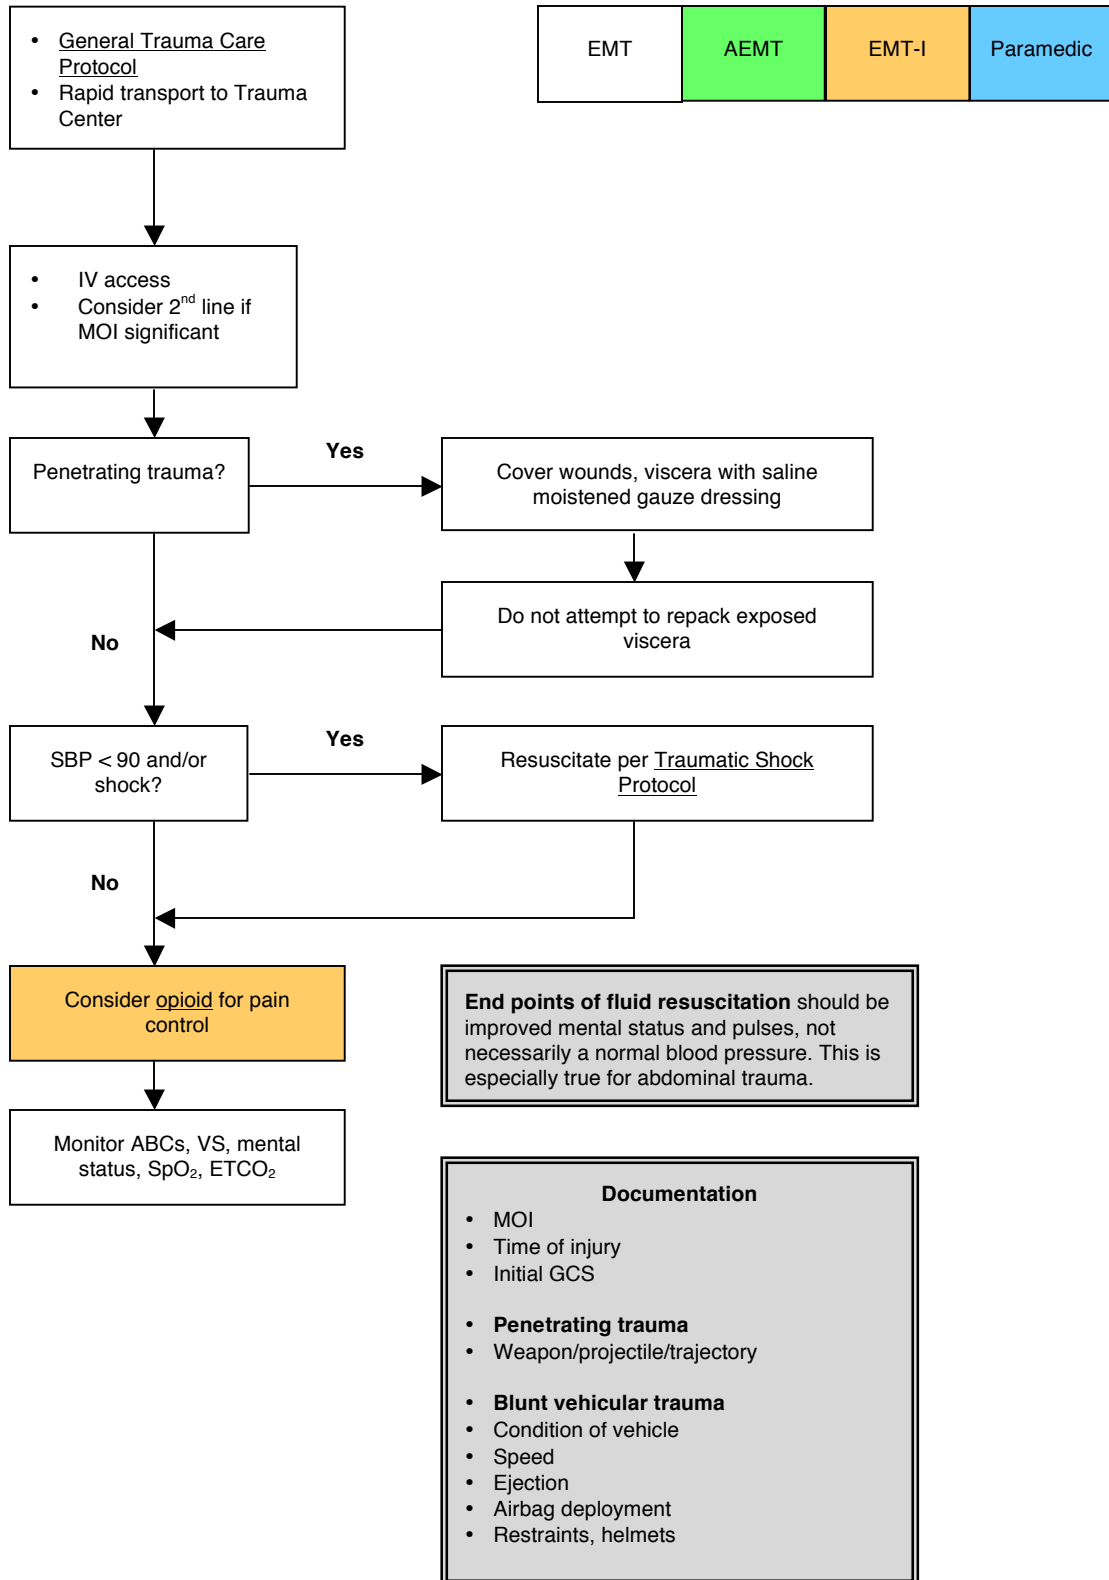 • General Trauma Care
Protocol
• Rapid transport to Trauma
Center
EMT AEMT EMT-I Paramedic
• IV access
• Consider 2nd line if
MOI significant
Penetrating trauma?
Yes
Cover wounds, viscera with saline
moistened gauze dressing
Do not attempt to repack exposed
viscera
No
SBP < 90 and/or
shock?
Yes
Resuscitate per Traumatic Shock
Protocol
No
Consider opioid for pain
control
End points of fluid resuscitation should be
improved mental status and pulses, not
necessarily a normal blood pressure. This is
especially true for abdominal trauma.
Monitor ABCs, VS, mental
status, SpO₂, ETCO₂
Documentation
• MOI
• Time of injury
• Initial GCS
• Penetrating trauma
• Weapon/projectile/trajectory
• Blunt vehicular trauma
• Condition of vehicle
• Speed
• Ejection
• Airbag deployment
• Restraints, helmets